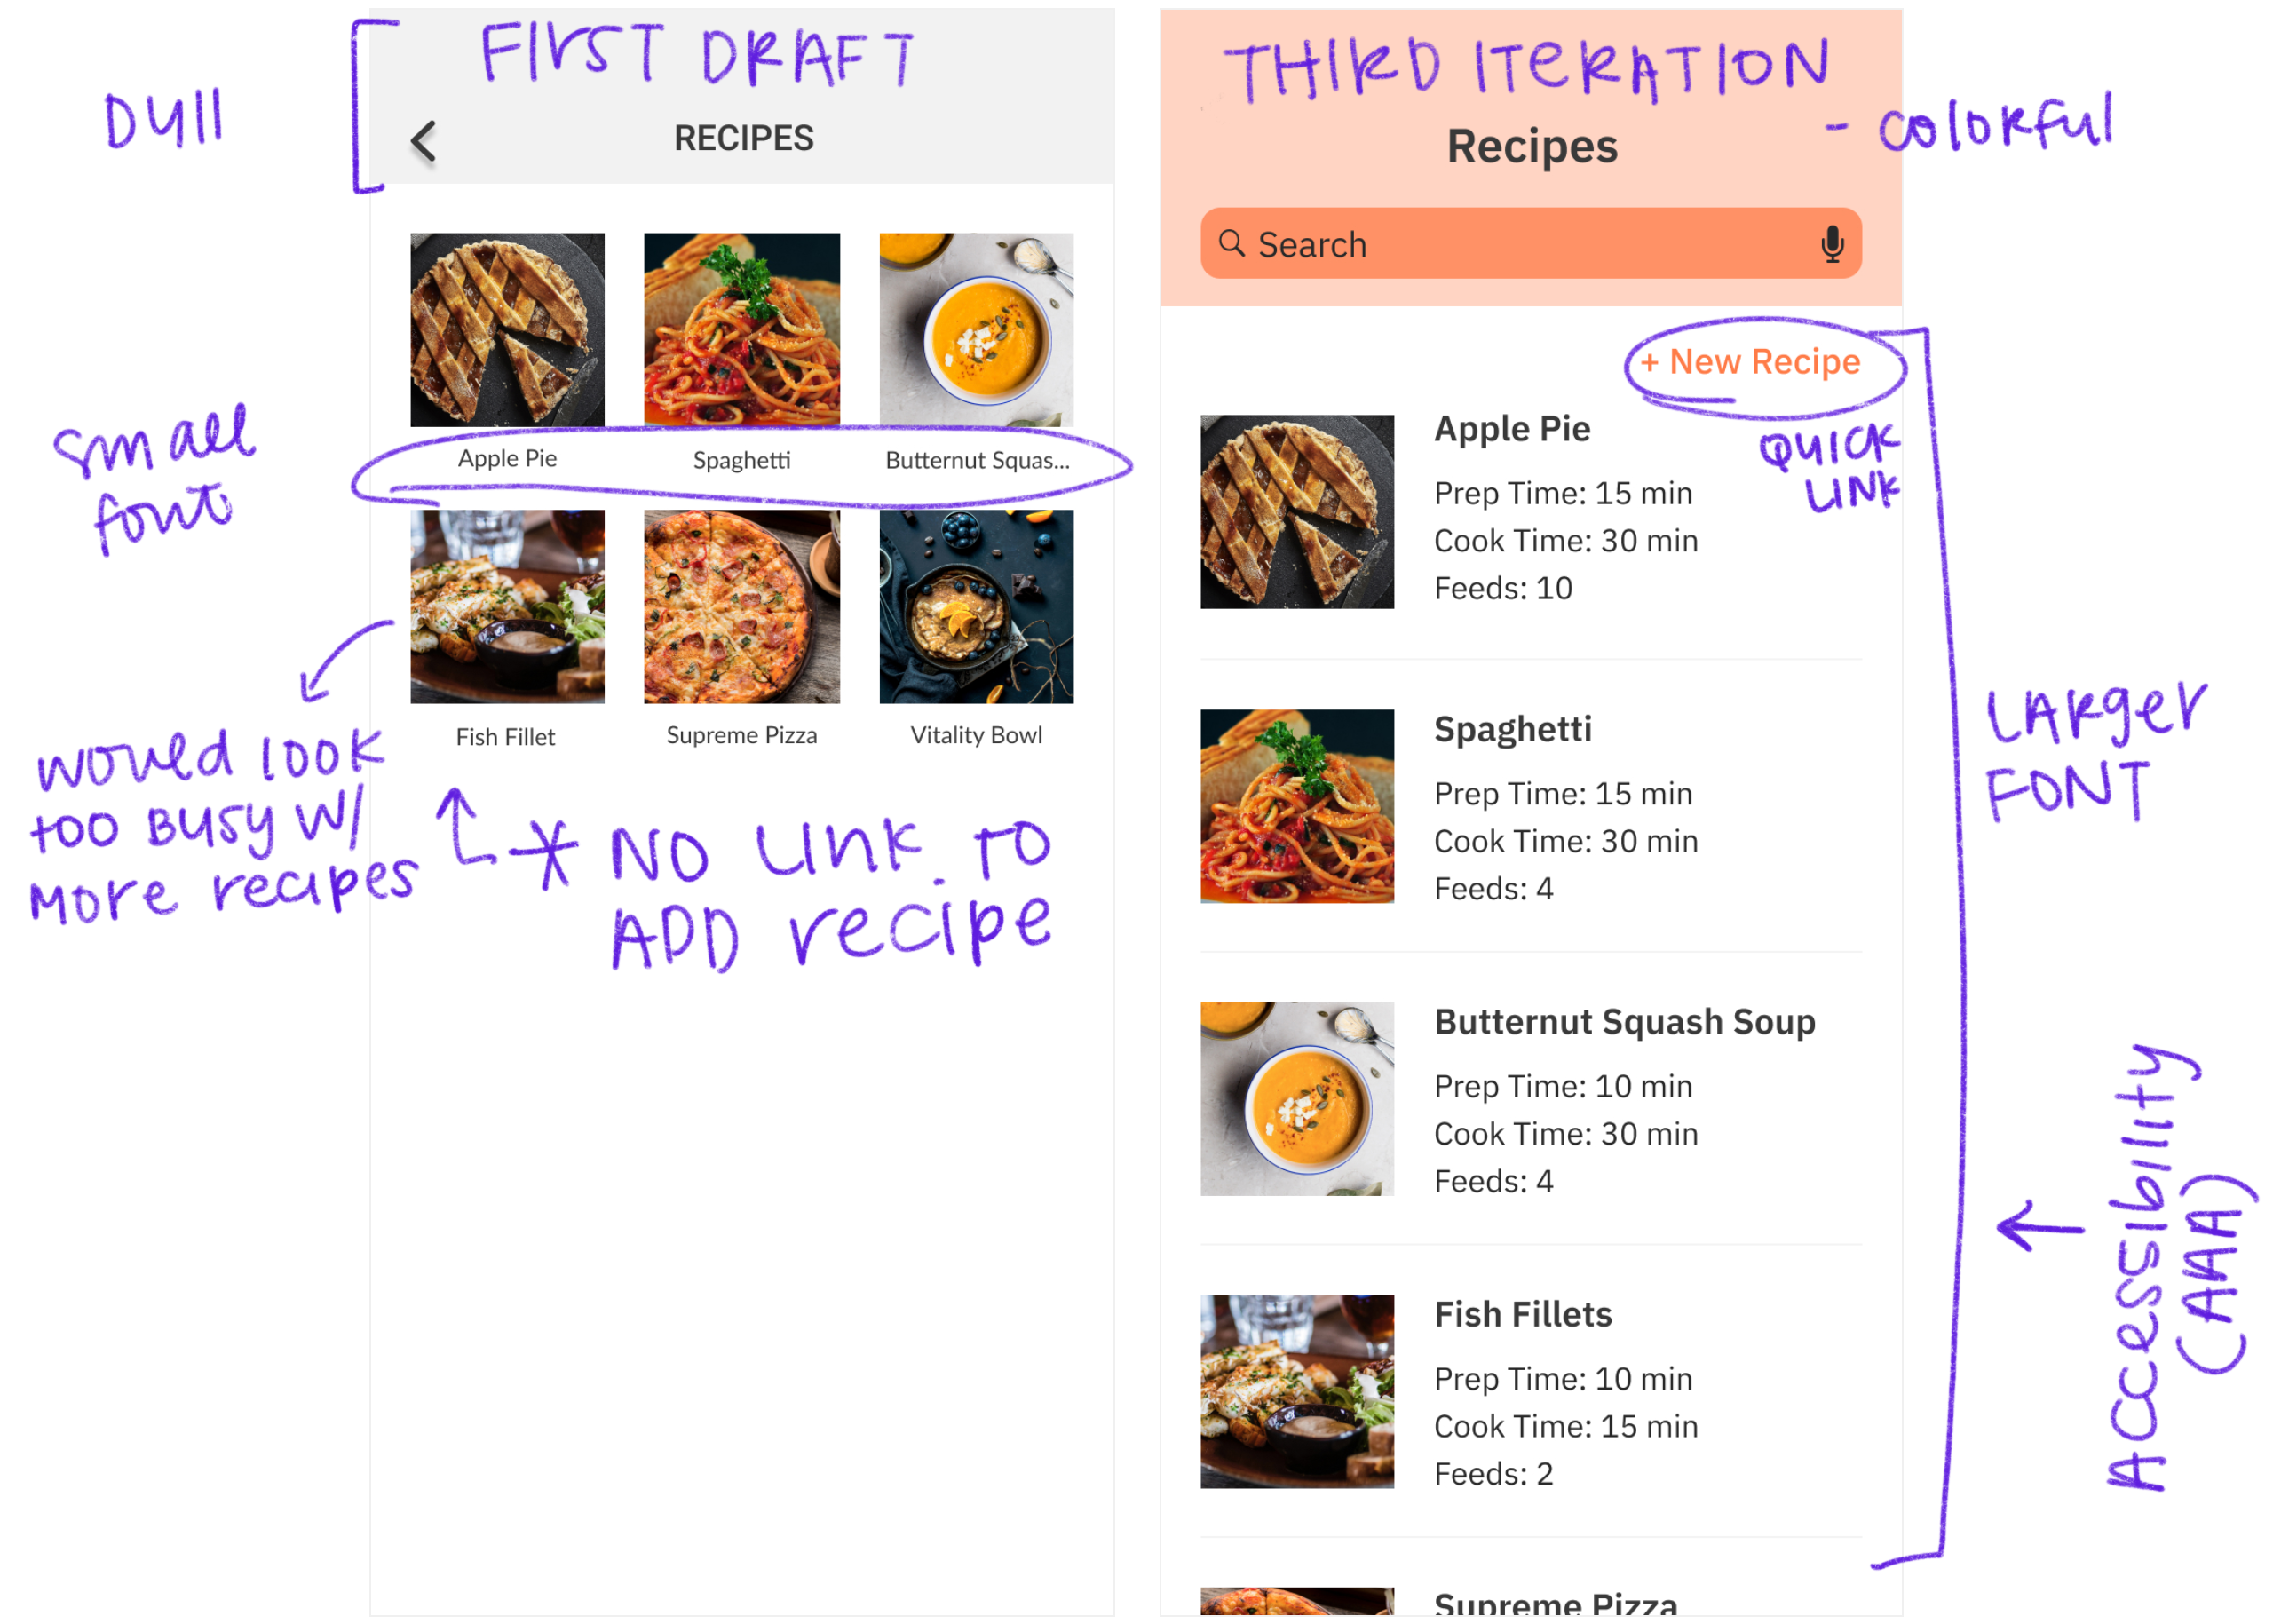 FIrST DRAFT
DUll
RECIPES
Apple Pie
Spaghetti
Butternut Squas...
small
font
Fish Fillet
Supreme Pizza
Vitality Bowl
would look
too Busy w/
more recipes
* NO LINK TO
ADD recipe
THIRD ITERATION
- colorful
Recipes
Search
+ New Recipe
QUICK
LINK
Apple Pie
Prep Time: 15 min
Cook Time: 30 min
Feeds: 10
Spaghetti
Prep Time: 15 min
Cook Time: 30 min
Feeds: 4
LARger
FONT
Butternut Squash Soup
Prep Time: 10 min
Cook Time: 30 min
Feeds: 4
Accessibility
(AAA)
Fish Fillets
Prep Time: 10 min
Cook Time: 15 min
Feeds: 2
Supreme Pizza